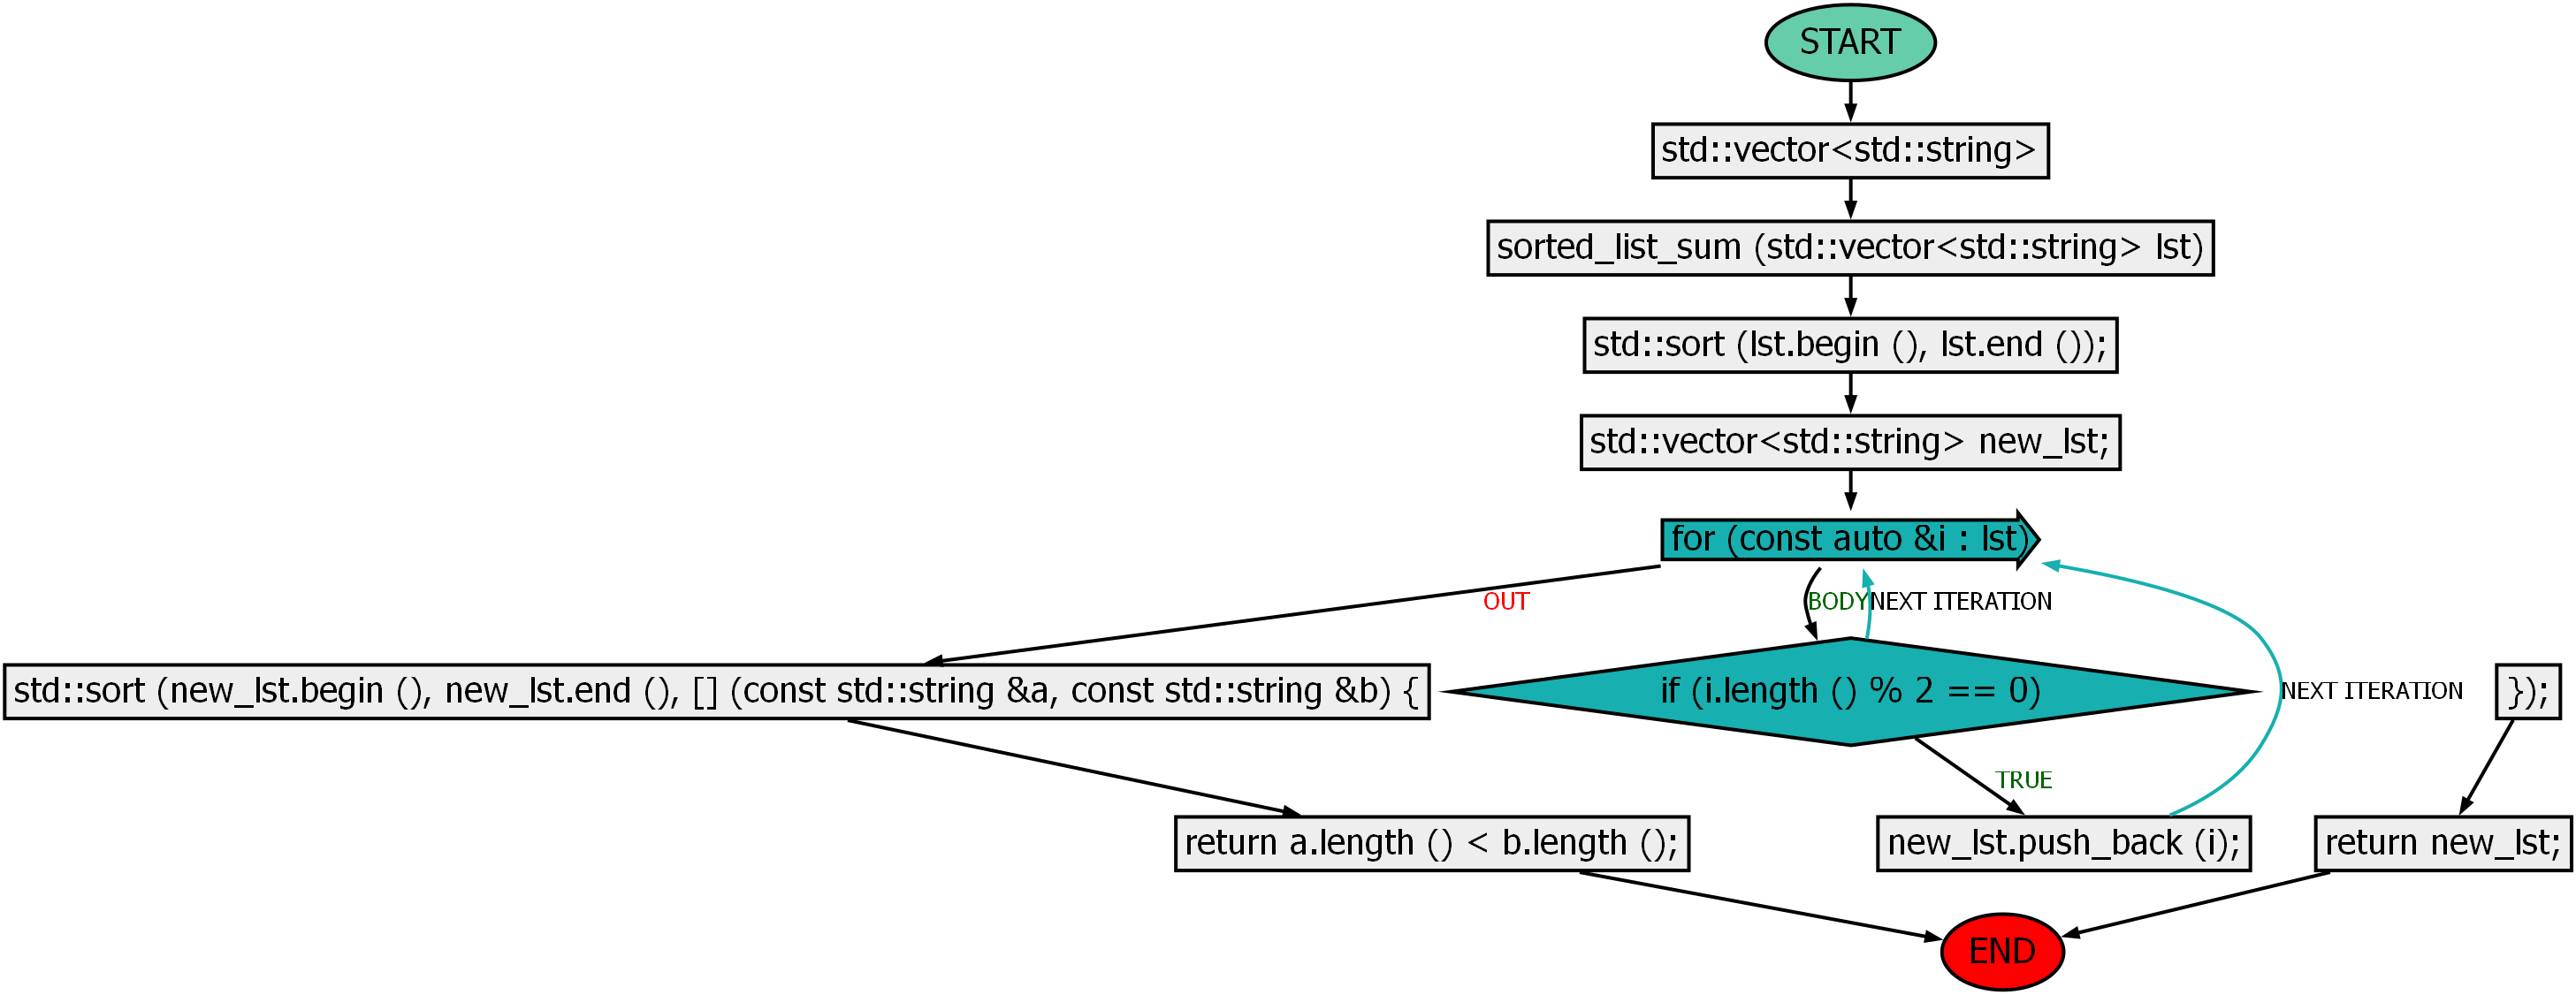 START
std::vector<std::string>
sorted_list_sum (std::vector<std::string> lst)
std::sort (lst.begin (), lst.end ());
std::vector<std::string> new_lst;
for (const auto &i : lst)
OUT
BODY
NEXT ITERATION
std::sort (new_lst.begin (), new_lst.end (), [] (const std::string &a, const std::string &b) {
if (i.length () % 2 == 0)
NEXT ITERATION
});
TRUE
return a.length () < b.length ();
new_lst.push_back (i);
return new_lst;
END